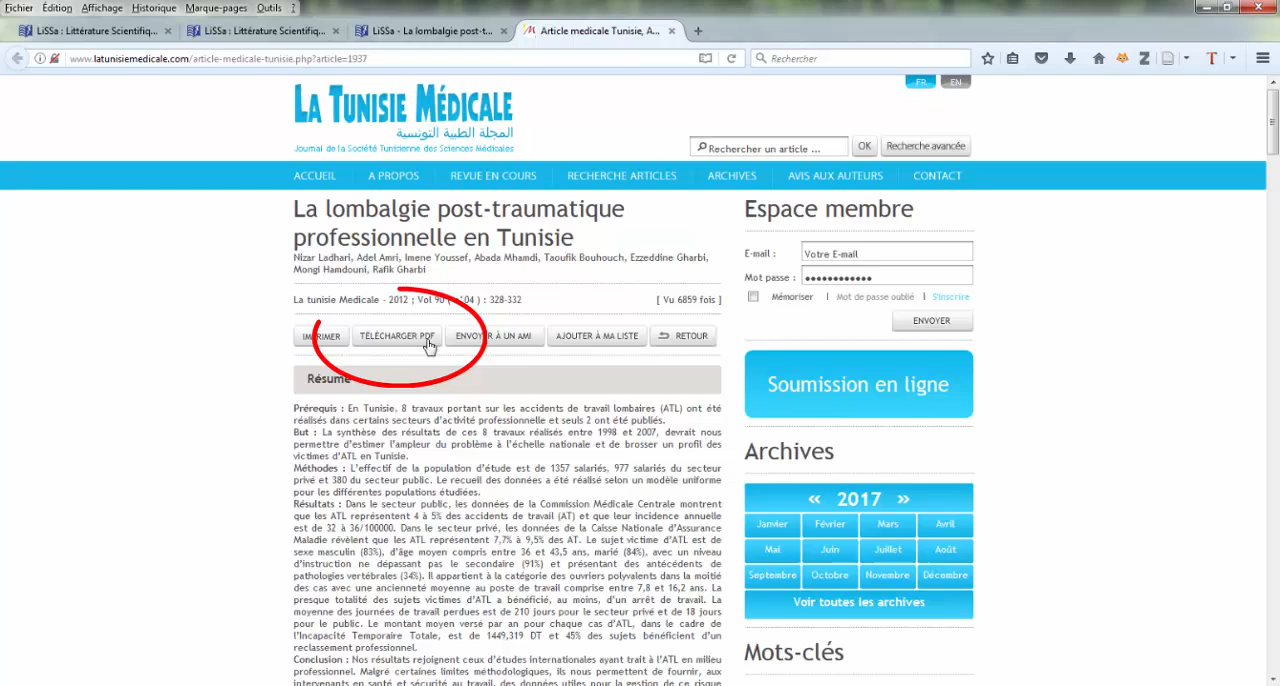 Fichier Édition Affichage Historique Marque-pages Outils ?
LiSSa : Littérature Scientifiq... × LiSSa : Littérature Scientifiq... × LiSSa - La lombalgie post-t... × Article medicale Tunisie, A... × +
www.latunisiemedicale.com/article-medicale-tunisie.php?article=1937 Rechercher
FR EN
LA TUNISIE MÉDICALE
المجلة الطبية التونسية
Journal de la Société Tunisienne des Sciences Médicales
Rechercher un article ... OK Recherche avancée
ACCUEIL A PROPOS REVUE EN COURS RECHERCHE ARTICLES ARCHIVES AVIS AUX AUTEURS CONTACT
La lombalgie post-traumatique
professionnelle en Tunisie
Nizar Ladhari, Adel Amri, Imene Youssef, Abada Mhamdi, Taoufik Bouhouch, Ezzeddine Gharbi,
Mongi Hamdouni, Rafik Gharbi
La tunisie Medicale - 2012 ; Vol 90 ( n°04 ) : 328-332 [ Vu 6859 fois ]
IMPRIMER TÉLÉCHARGER PDF ENVOYER À UN AMI AJOUTER À MA LISTE RETOUR
Résumé
Prérequis : En Tunisie, 8 travaux portant sur les accidents de travail lombaires (ATL) ont été
réalisés dans certains secteurs d'activité professionnelle et seuls 2 ont été publiés.
But : La synthèse des résultats de ces 8 travaux réalisés entre 1998 et 2007, devrait nous
permettre d'estimer l'ampleur du problème à l'échelle nationale et de brosser un profil des
victimes d'ATL en Tunisie.
Méthodes : L'effectif de la population d'étude est de 1357 salariés, 977 salariés du secteur
privé et 380 du secteur public. Le recueil des données a été réalisé selon un modèle uniforme
pour les différentes populations étudiées.
Résultats : Dans le secteur public, les données de la Commission Médicale Centrale montrent
que les ATL représentent 4 à 5% des accidents de travail (AT) et que leur incidence annuelle
est de 32 à 36/100000. Dans le secteur privé, les données de la Caisse Nationale d'Assurance
Maladie révèlent que les ATL représentent 7,7% à 9,5% des AT. Le sujet victime d'ATL est de
sexe masculin (83%), d'âge moyen compris entre 36 et 43,5 ans, marié (84%), avec un niveau
d'instruction ne dépassant pas le secondaire (91%) et présentant des antécédents de
pathologies vertébrales (34%). Il appartient à la catégorie des ouvriers polyvalents dans la moitié
des cas avec une ancienneté moyenne au poste de travail comprise entre 7,8 et 16,2 ans. La
presque totalité des sujets victimes d'ATL a bénéficié, au moins, d'un arrêt de travail. La
moyenne des journées de travail perdues est de 210 jours pour le secteur privé et de 18 jours
pour le public. Le montant moyen versé par an pour chaque cas d'ATL, dans le cadre de
l'Incapacité Temporaire Totale, est de 1449,319 DT et 45% des sujets bénéficient d'un
reclassement professionnel.
Conclusion : Nos résultats rejoignent ceux d'études internationales ayant trait à l'ATL en milieu
professionnel. Malgré certaines limites méthodologiques, ils nous permettent de fournir, aux
intervenants en santé et sécurité au travail, des données utiles pour la gestion de ce risque
Espace membre
E-mail : Votre E-mail
Mot passe : ••••••••••••
Mémoriser | Mot de passe oublié | S'inscrire
ENVOYER
Soumission en ligne
Archives
« 2017 »
Janvier Février Mars Avril
Mai Juin Juillet Août
Septembre Octobre Novembre Décembre
Voir toutes les archives
Mots-clés